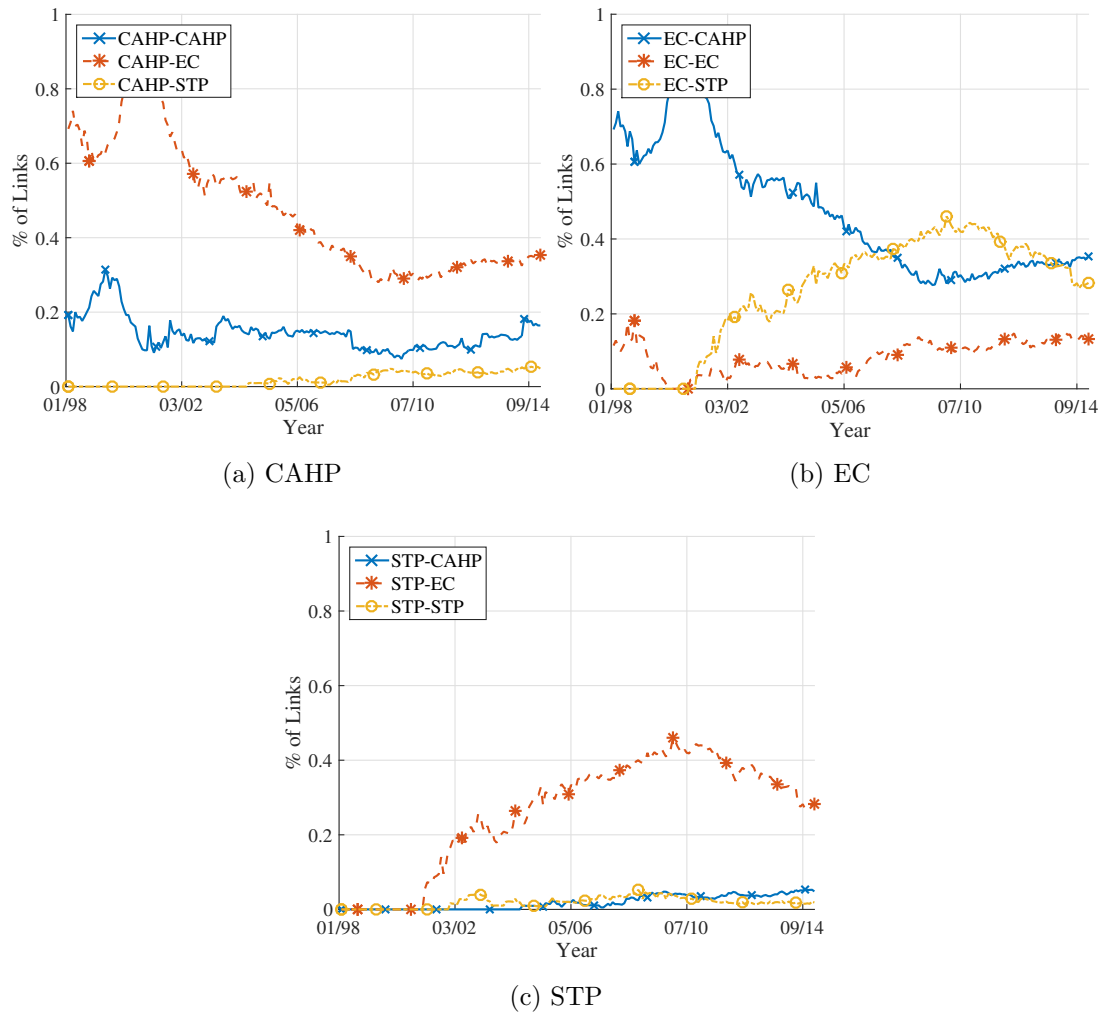 1
0.8
0.6
0.4
0.2
0
% of Links
CAHP-CAHP
CAHP-EC
CAHP-STP
01/98 03/02 05/06 07/10 09/14
Year
(a) CAHP
1
0.8
0.6
0.4
0.2
0
% of Links
EC-CAHP
EC-EC
EC-STP
01/98 03/02 05/06 07/10 09/14
Year
(b) EC
1
0.8
0.6
0.4
0.2
0
% of Links
STP-CAHP
STP-EC
STP-STP
01/98 03/02 05/06 07/10 09/14
Year
(c) STP